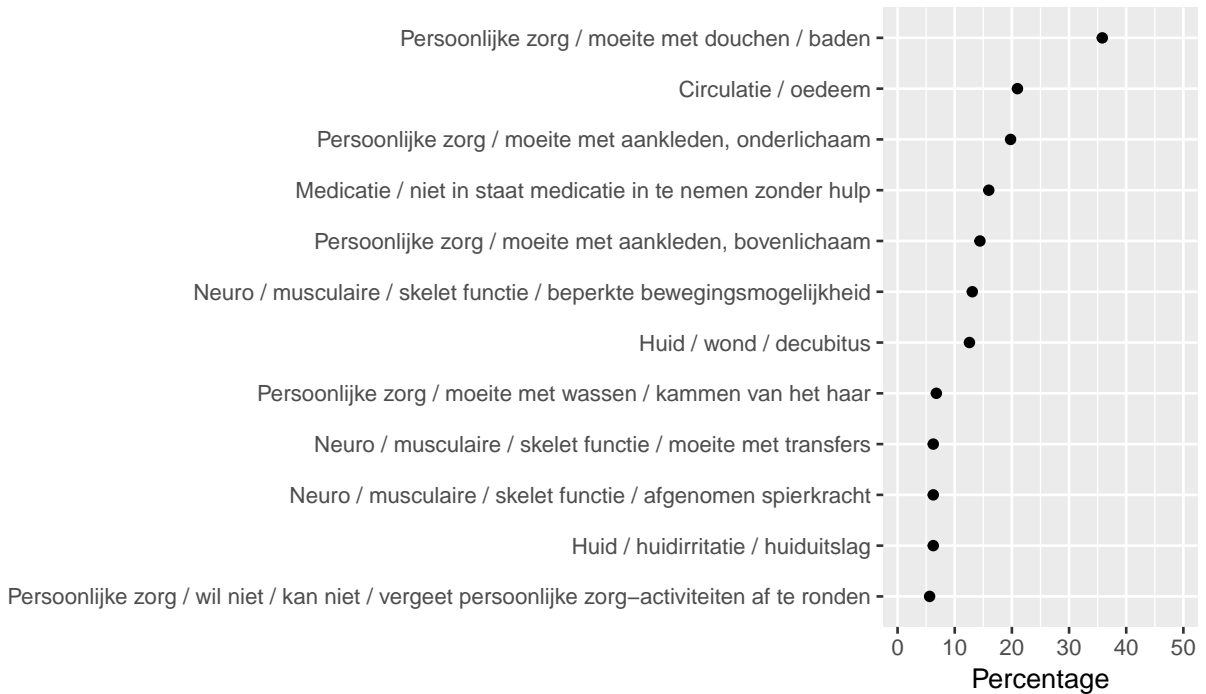 Persoonlijke zorg / moeite met douchen / baden
Circulatie / oedeem
Persoonlijke zorg / moeite met aankleden, onderlichaam
Medicatie / niet in staat medicatie in te nemen zonder hulp
Persoonlijke zorg / moeite met aankleden, bovenlichaam
Neuro / musculaire / skelet functie / beperkte bewegingsmogelijkheid
Huid / wond / decubitus
Persoonlijke zorg / moeite met wassen / kammen van het haar
Neuro / musculaire / skelet functie / moeite met transfers
Neuro / musculaire / skelet functie / afgenomen spierkracht
Huid / huidirritatie / huiduitslag
Persoonlijke zorg / wil niet / kan niet / vergeet persoonlijke zorg−activiteiten af te ronden
0 10 20 30 40 50
Percentage